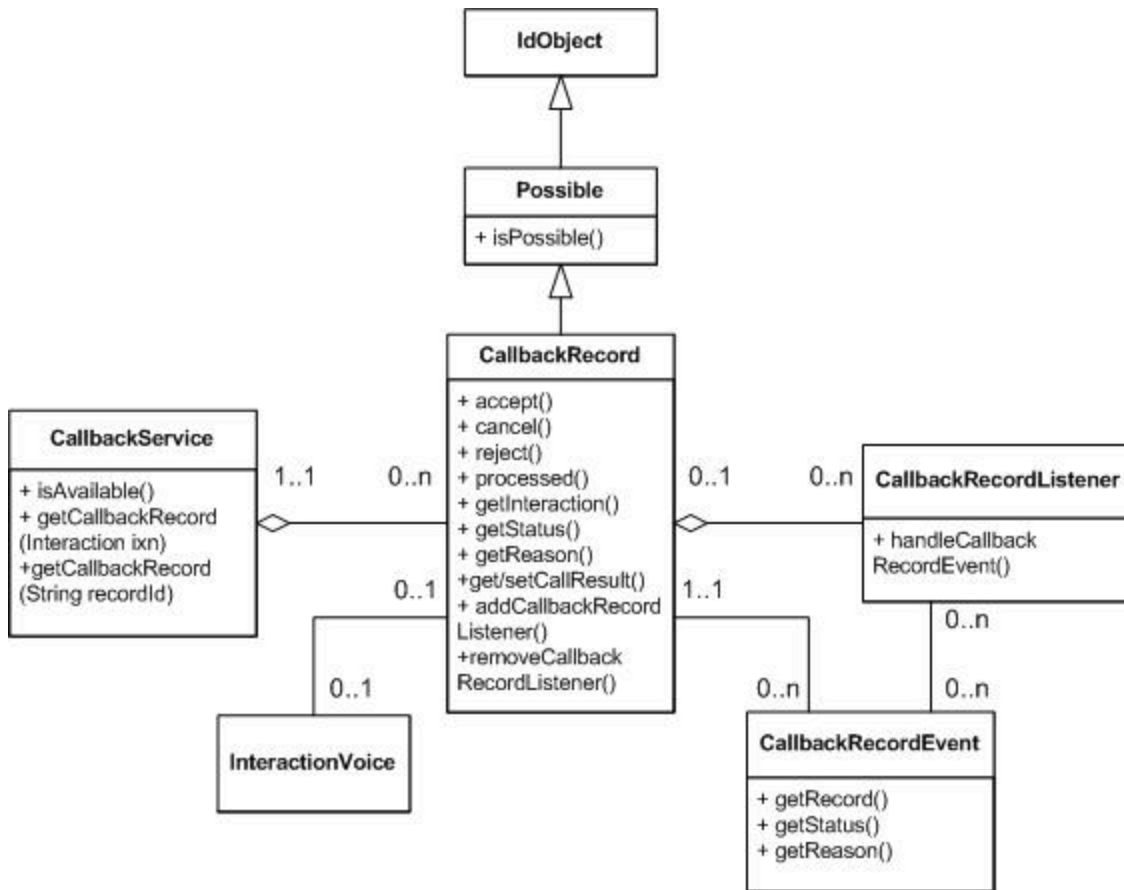 IdObject
Possible
+ isPossible()
CallbackRecord
+ accept()
+ cancel()
+ reject()
+ processed()
+ getInteraction()
+ getStatus()
+ getReason()
+get/setCallResult()
+ addCallbackRecord
Listener()
+removeCallback
RecordListener()
CallbackService
+ isAvailable()
+ getCallbackRecord
(Interaction ixn)
+getCallbackRecord
(String recordId)
1..1
0..n
0..1
0..n
CallbackRecordListener
+ handleCallback
RecordEvent()
0..1
1..1
0..n
0..1
0..n
0..n
InteractionVoice
CallbackRecordEvent
+ getRecord()
+ getStatus()
+ getReason()